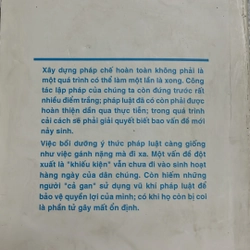 Xây dựng pháp chế hoàn toàn không phải là
một quá trình có thể làm một lần là xong. Công
tác lập pháp của chúng ta còn đứng trước rất
nhiều điểm trắng; pháp luật đã có còn phải được
hoàn thiện dần qua thực tiễn; trong quá trình
cải cách sẽ phải giải quyết biết bao vấn đề mới
nảy sinh.
Việc bồi dưỡng ý thức pháp luật càng giống
như việc gánh nặng mà đi xa. Một vấn đề đột
xuất là "khiếu kiện" vẫn chưa đi vào sinh hoạt
hàng ngày của dân chúng. Còn hiếm những
người "cả gan" sử dụng vũ khí pháp luật để
bảo vệ quyền lợi của mình; có khi họ còn bị coi
là phần tử gây mất ổn định.